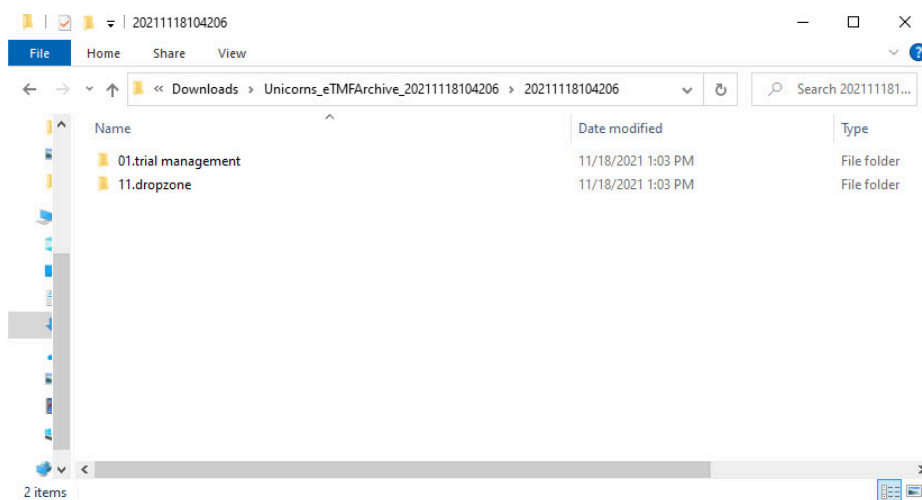 20211118104206
File Home Share View
« Downloads > Unicorns_eTMFArchive_20211118104206 > 20211118104206 Search 202111181...
Name Date modified Type
01.trial management 11/18/2021 1:03 PM File folder
11.dropzone 11/18/2021 1:03 PM File folder
2 items